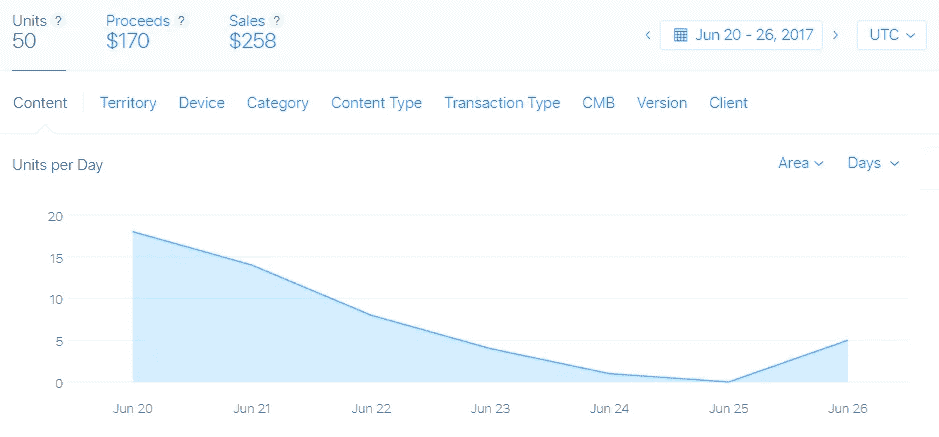 Units ? Proceeds ? Sales ?
50 $170 $258
‹ Jun 20 - 26, 2017 › UTC
Content Territory Device Category Content Type Transaction Type CMB Version Client
Units per Day Area Days
20
15
10
5
0
Jun 20 Jun 21 Jun 22 Jun 23 Jun 24 Jun 25 Jun 26